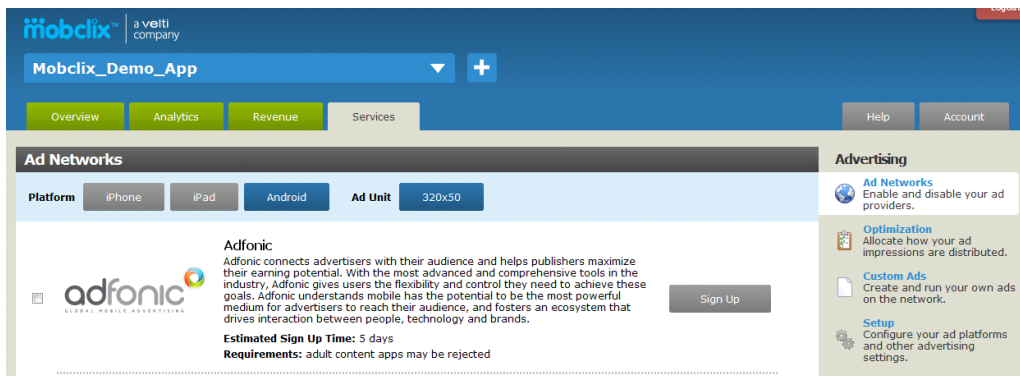 Logout
mobclix™ a velti
company
Mobclix_Demo_App
Overview Analytics Revenue Services Help Account
Ad Networks
Platform iPhone iPad Android Ad Unit 320x50
Adfonic
Adfonic connects advertisers with their audience and helps publishers maximize
their earning potential. With the most advanced and comprehensive tools in the
industry, Adfonic gives users the flexibility and control they need to achieve these
goals. Adfonic understands mobile has the potential to be the most powerful
medium for advertisers to reach their audience, and fosters an ecosystem that
drives interaction between people, technology and brands.
Estimated Sign Up Time: 5 days
Requirements: adult content apps may be rejected
adfonic
GLOBAL MOBILE ADVERTISING
Sign Up
Advertising
Ad Networks
Enable and disable your ad
providers.
Optimization
Allocate how your ad
impressions are distributed.
Custom Ads
Create and run your own ads
on the network.
Setup
Configure your ad platforms
and other advertising
settings.